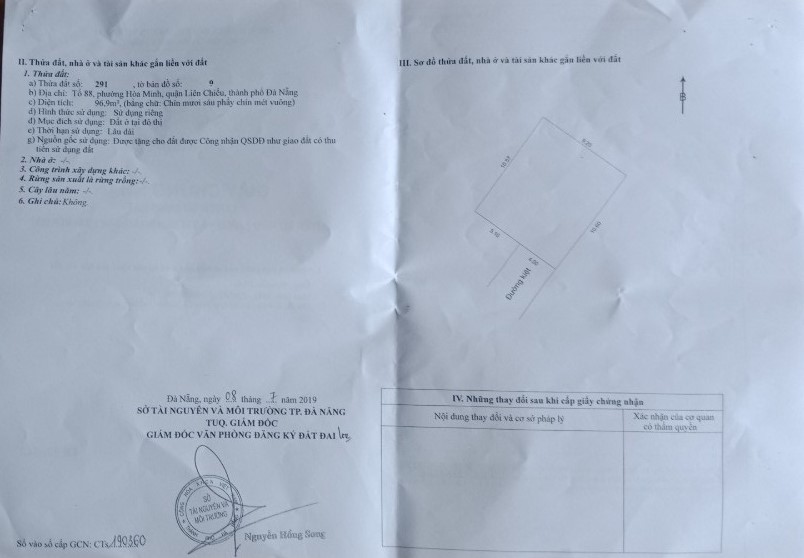 II. Thửa đất, nhà ở và tài sản khác gắn liền với đất
1. Thửa đất:
a) Thửa đất số: 291 , tờ bản đồ số:
b) Địa chỉ: Tổ 88, phường Hòa Minh, quận Liên Chiểu, thành phố Đà Nẵng
c) Diện tích: 96,9m², (bằng chữ: Chín mươi sáu phẩy chín mét vuông)
d) Hình thức sử dụng: Sử dụng riêng
đ) Mục đích sử dụng: Đất ở tại đô thị
e) Thời hạn sử dụng: Lâu dài
g) Nguồn gốc sử dụng: Được tặng cho đất được Công nhận QSDĐ như giao đất có thu
tiền sử dụng đất
2. Nhà ở: -/-
3. Công trình xây dựng khác: -/-
4. Rừng sản xuất là rừng trồng: -/-
5. Cây lâu năm: -/-
6. Ghi chú: Không
Đà Nẵng, ngày 08 tháng 7 năm 2019
SỞ TÀI NGUYÊN VÀ MÔI TRƯỜNG TP. ĐÀ NẴNG
TUQ. GIÁM ĐỐC
GIÁM ĐỐC VĂN PHÒNG ĐĂNG KÝ ĐẤT ĐAI
SỞ
TÀI NGUYÊN VÀ
MÔI TRƯỜNG
Nguyễn Hồng Song
Số vào sổ cấp GCN: CTs 190360
III. Sơ đồ thửa đất, nhà ở và tài sản khác gắn liền với đất
B
10.57
10.60
5.10
4.00
Đường kiệt
IV. Những thay đổi sau khi cấp giấy chứng nhận
Nội dung thay đổi và cơ sở pháp lý
Xác nhận của cơ quan
có thẩm quyền